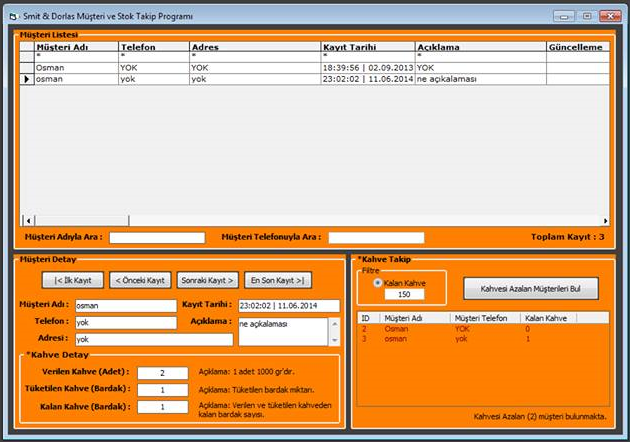 Smit & Dorlas Müşteri ve Stok Takip Programı
Müşteri Listesi
Müşteri Adı Telefon Adres Kayıt Tarihi Açıklama Güncelleme
* * * * *
Osman YOK YOK 18:39:56 | 02.09.2013 YOK
osman yok yok 23:02:02 | 11.06.2014 ne açıkalaması
Müşteri Adıyla Ara : Müşteri Telefonuyla Ara : Toplam Kayıt : 3
Müşteri Detay
|< İlk Kayıt < Önceki Kayıt Sonraki Kayıt > En Son Kayıt >|
Müşteri Adı : osman Kayıt Tarihi : 23:02:02 | 11.06.2014
Telefon : yok Açıklama : ne açıkalaması
Adresi : yok
*Kahve Detay
Verilen Kahve (Adet) : 2 Açıklama: 1 adet 1000 gr'dır.
Tüketilen Kahve (Bardak) : 1 Açıklama: Tüketilen bardak miktarı.
Kalan Kahve (Bardak) : 1 Açıklama: Verilen ve tüketilen kahveden
kalan bardak sayısı.
*Kahve Takip
Filtre
Kalan Kahve
150
Kahvesi Azalan Müşterileri Bul
ID Müşteri Adı Müşteri Telefon Kalan Kahve
2 Osman YOK 0
3 osman yok 1
Kahvesi Azalan (2) müşteri bulunmakta.